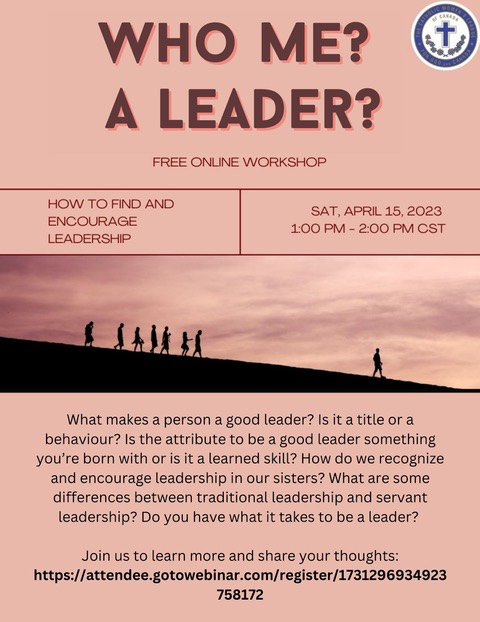 WHO ME?
A LEADER?
OF CANADA
FREE ONLINE WORKSHOP
HOW TO FIND AND
ENCOURAGE
LEADERSHIP
SAT, APRIL 15, 2023
1:00 PM - 2:00 PM CST
What makes a person a good leader? Is it a title or a
behaviour? Is the attribute to be a good leader something
you're born with or is it a learned skill? How do we recognize
and encourage leadership in our sisters? What are some
differences between traditional leadership and servant
leadership? Do you have what it takes to be a leader?
Join us to learn more and share your thoughts:
https://attendee.gotowebinar.com/register/1731296934923
758172